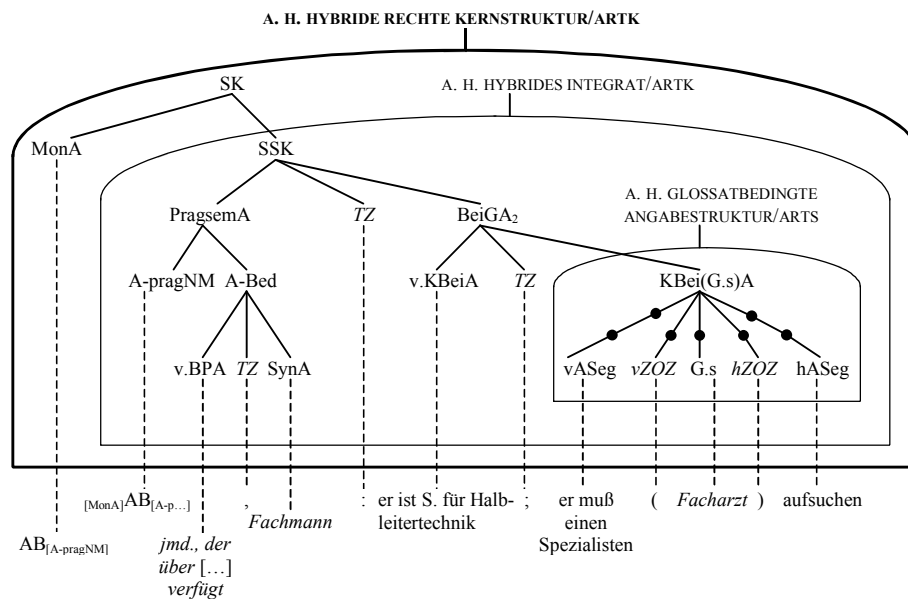 A. H. HYBRIDE RECHTE KERNSTRUKTUR/ARTK
SK
A. H. HYBRIDES INTEGRAT/ARTK
MonA
SSK
A. H. GLOSSATBEDINGTE
ANGABESTRUKTUR/ARTS
PragsemA TZ BeiGA₂
A-pragNM A-Bed v.KBeiA TZ KBei(G.s)A
v.BPA TZ SynA vASeg vZOZ G.s hZOZ hASeg
[MonA]AB[A-p…] , : er ist S. für Halb- ; er muß ( Facharzt ) aufsuchen
Fachmann leitertechnik einen
AB[A-pragNM] jmd., der Spezialisten
über […]
verfügt